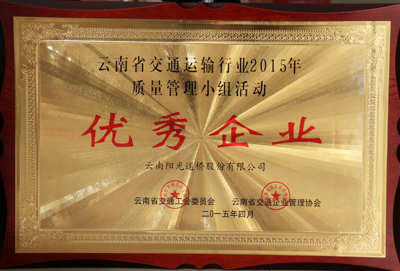 云南省交通运输行业2015年
质量管理小组活动
优秀企业
云南阳光道桥股份有限公司
云南省交通工会委员会 云南省交通企业管理协会
二〇一五年四月